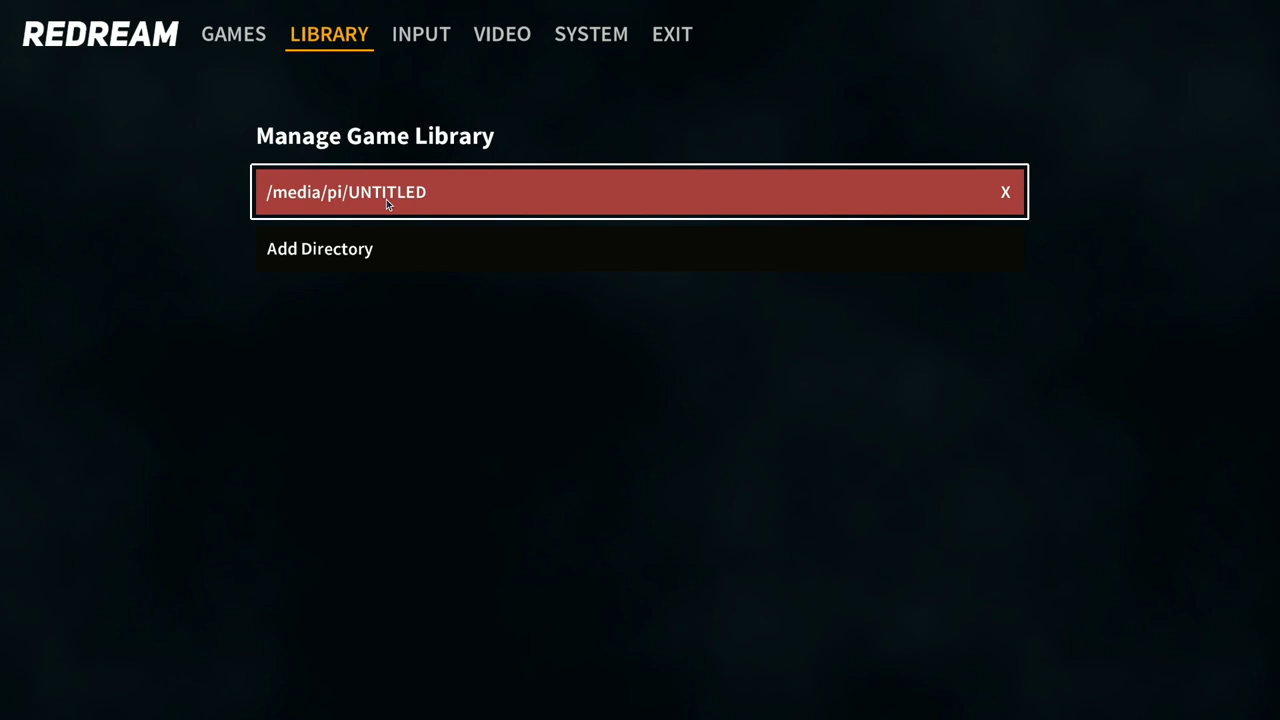 REDREAM GAMES LIBRARY INPUT VIDEO SYSTEM EXIT
Manage Game Library
/media/pi/UNTITLED X
Add Directory